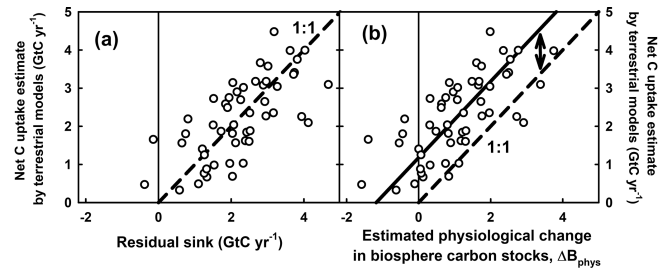 (a)
1:1
(b)
1:1
Net C uptake estimate
by terrestrial models (GtC yr-1)
5
4
3
2
1
0
-2
0
2
4
Residual sink (GtC yr-1)
-2
0
2
4
Estimated physiological change
in biosphere carbon stocks, ΔBphys
5
4
3
2
1
0
Net C uptake estimate
by terrestrial models (GtC yr-1)